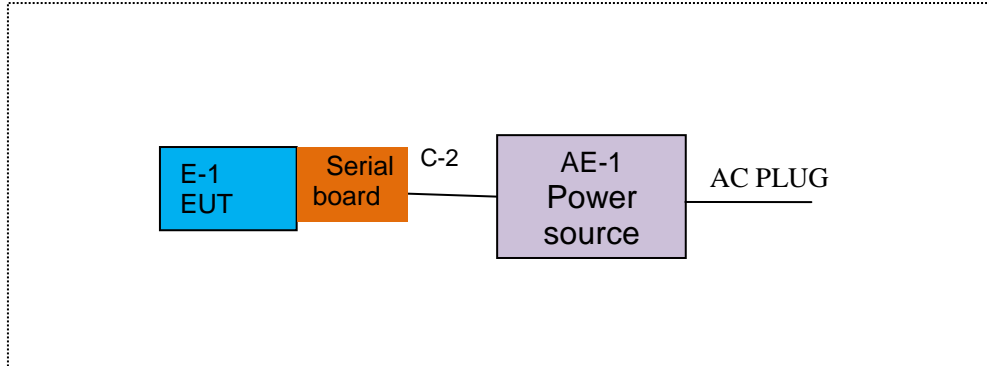 E-1
EUT
Serial
board
C-2
AE-1
Power
source
AC PLUG